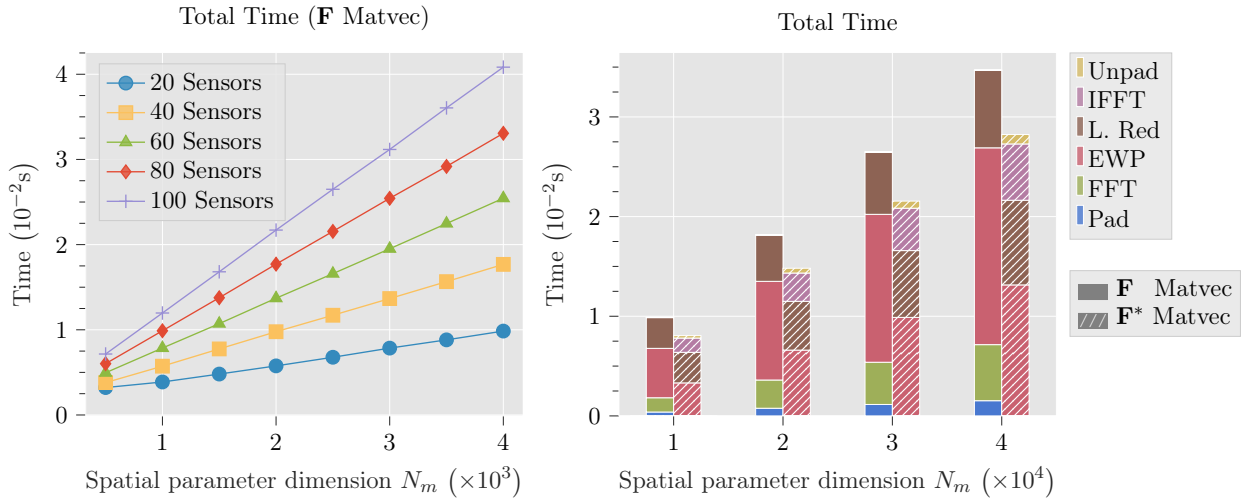 Total Time (F Matvec)
Time (10⁻²s)
4
3
2
1
0
20 Sensors
40 Sensors
60 Sensors
80 Sensors
100 Sensors
1
2
3
4
Spatial parameter dimension Nₘ (×10³)
Total Time
Time (10⁻²s)
3
2
1
0
1
2
3
4
Spatial parameter dimension Nₘ (×10⁴)
Unpad
IFFT
L. Red
EWP
FFT
Pad
F Matvec
F* Matvec